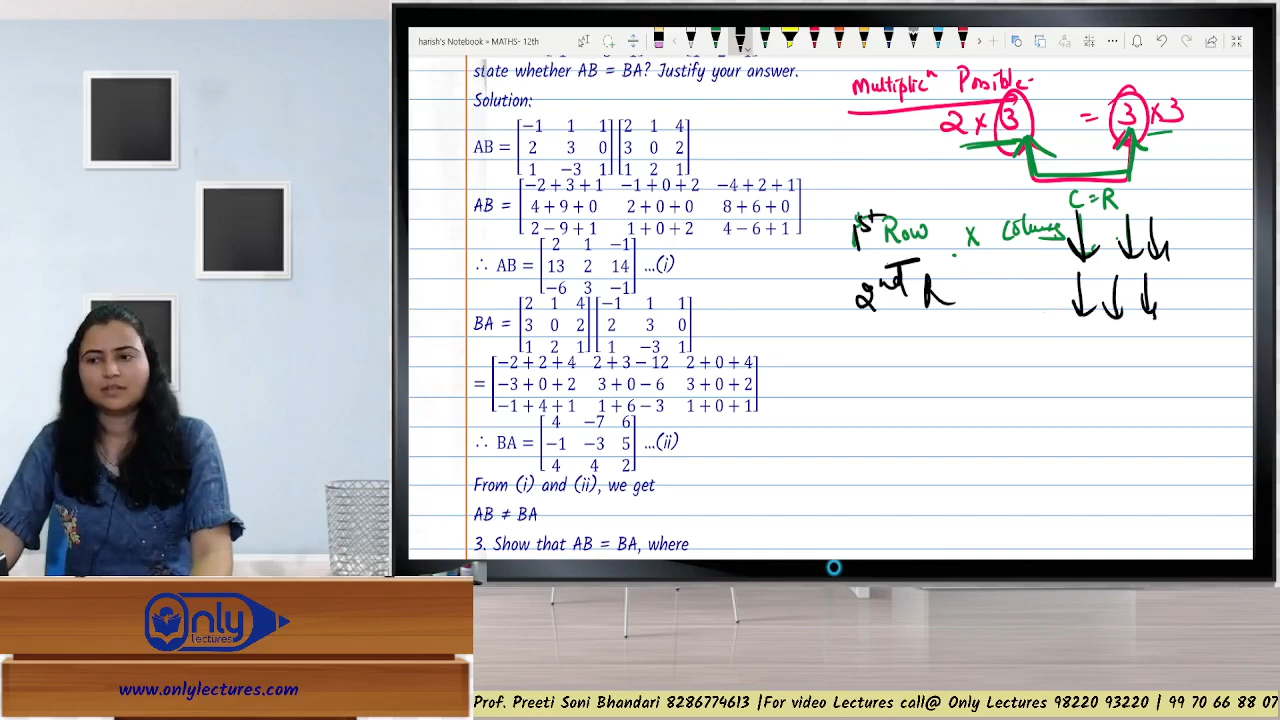 harish's Notebook » MATHS- 12th
state whether AB = BA? Justify your answer.
Solution:
AB = [−1 1 1; 2 3 0; 1 −3 1] [2 1 4; 3 0 2; 1 2 1]
AB = [−2 + 3 + 1 −1 + 0 + 2 −4 + 2 + 1; 4 + 9 + 0 2 + 0 + 0 8 + 6 + 0; 2 − 9 + 1 1 + 0 + 2 4 − 6 + 1]
∴ AB = [2 1 −1; 13 2 14; −6 3 −1] ...(i)
BA = [2 1 4; 3 0 2; 1 2 1] [−1 1 1; 2 3 0; 1 −3 1]
= [−2 + 2 + 4 2 + 3 − 12 2 + 0 + 4; −3 + 0 + 2 3 + 0 − 6 3 + 0 + 2; −1 + 4 + 1 1 + 6 − 3 1 + 0 + 1]
∴ BA = [4 −7 6; −1 −3 5; 4 4 2] ...(ii)
From (i) and (ii), we get
AB ≠ BA
3. Show that AB = BA, where
Multiplicⁿ Possible
2 × 3 = 3 × 3
C = R
1st Row x
2nd R
Only
lectures
www.onlylectures.com
Prof. Preeti Soni Bhandari 8286774613 |For video Lectures call@ Only Lectures 98220 93220 | 99 70 66 88 07